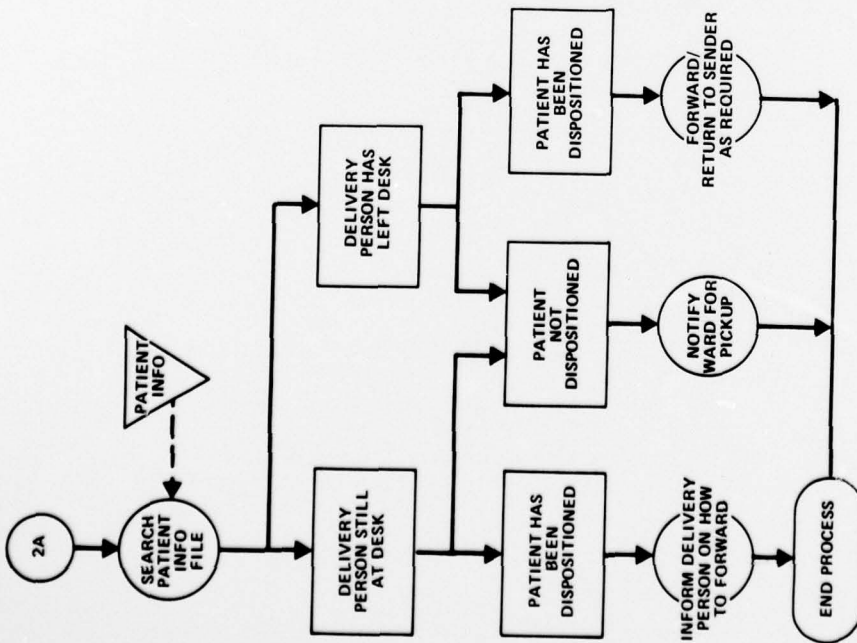 2A
SEARCH
PATIENT
INFO
FILE
PATIENT
INFO
DELIVERY
PERSON STILL
AT DESK
DELIVERY
PERSON HAS
LEFT DESK
PATIENT HAS
BEEN
DISPOSITIONED
PATIENT
NOT
DISPOSITIONED
PATIENT HAS
BEEN
DISPOSITIONED
INFORM DELIVERY
PERSON ON HOW
TO FORWARD
NOTIFY
WARD FOR
PICKUP
FORWARD/
RETURN TO SENDER
AS REQUIRED
END PROCESS